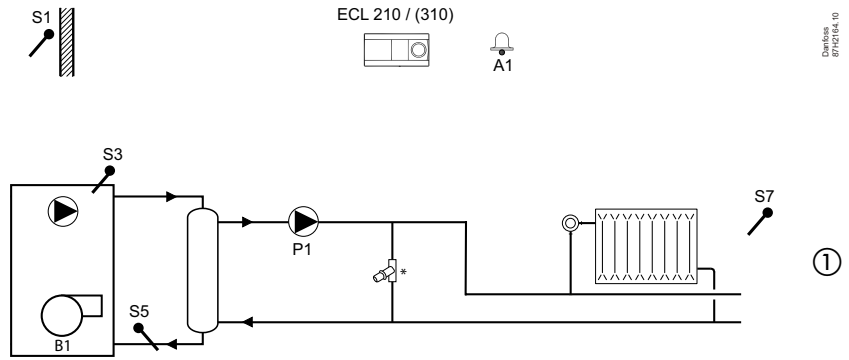 S1
ECL 210 / (310)
A1
Danfoss
87H2164.10
S3
S7
P1
*
①
S5
B1